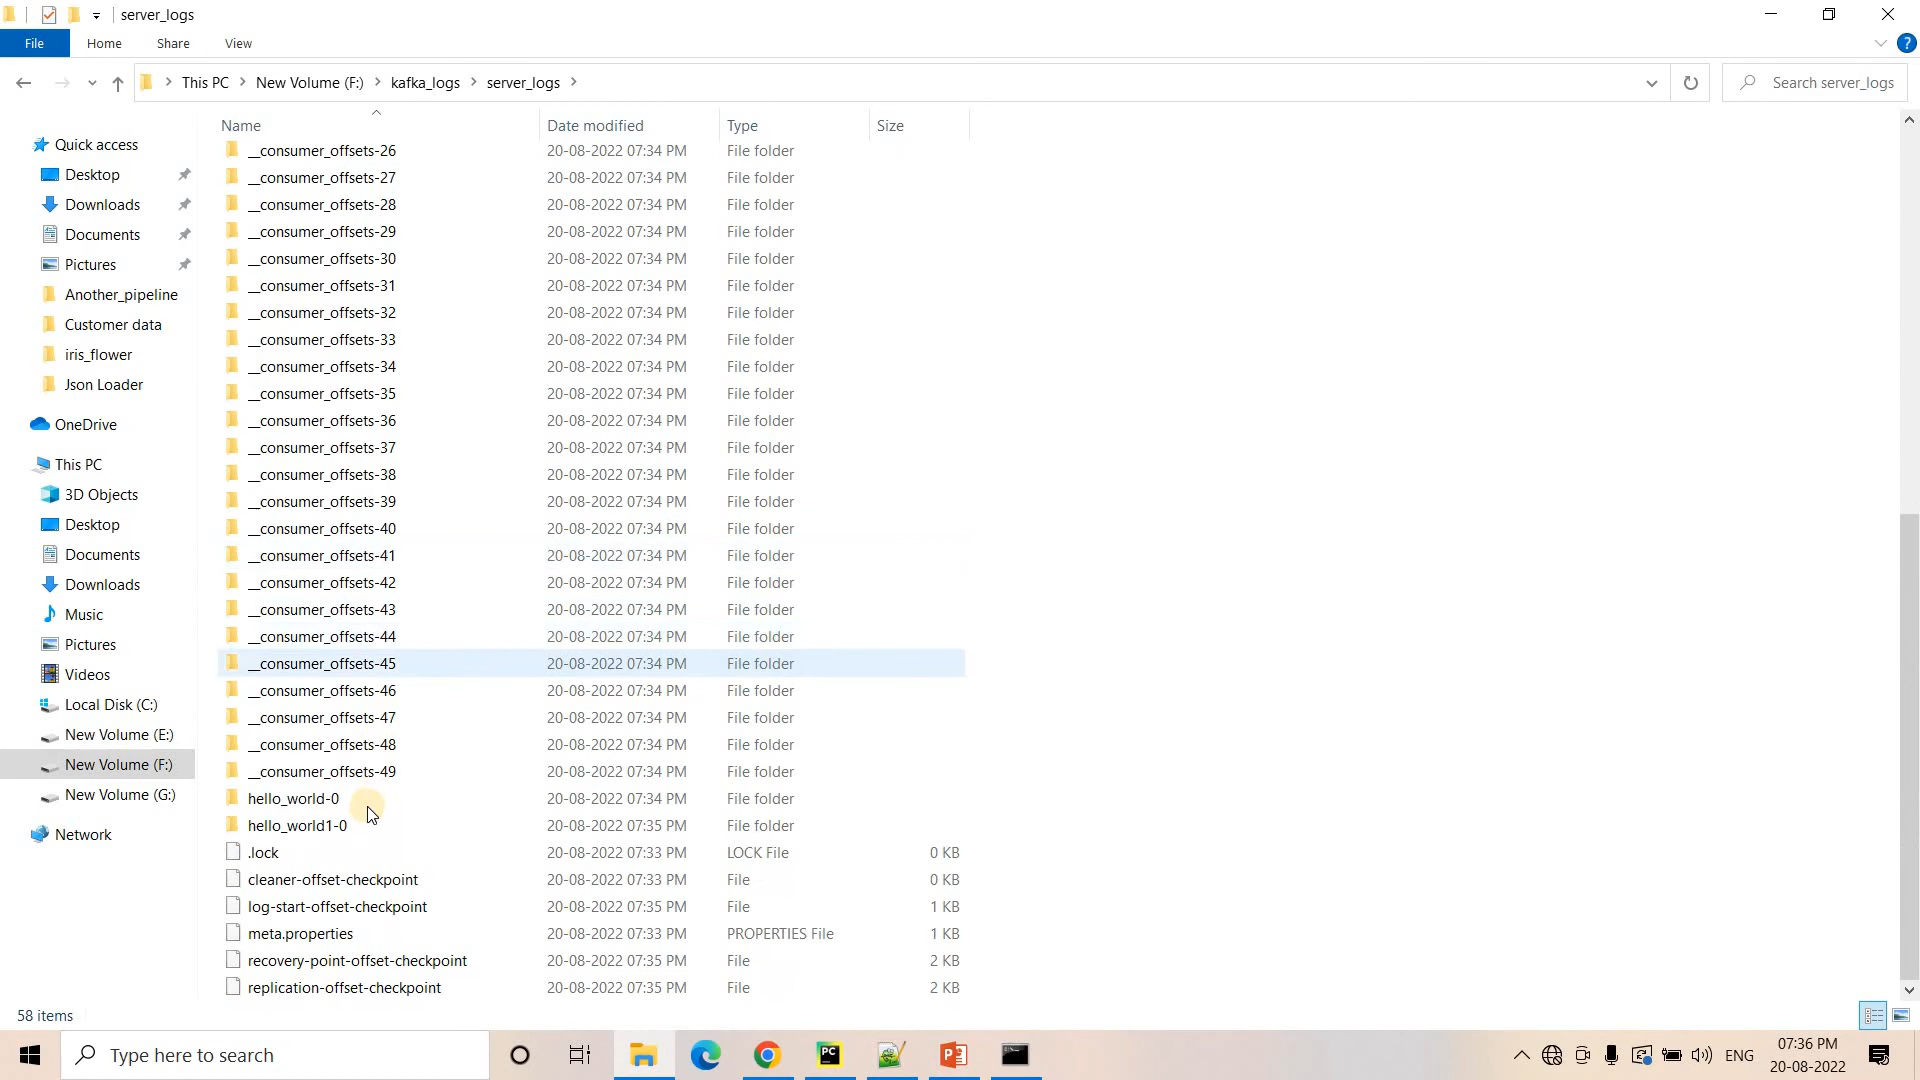 server_logs
File Home Share View
This PC New Volume (F:) kafka_logs server_logs
Search server_logs
Name Date modified Type Size
Quick access
Desktop
Downloads
Documents
Pictures
Another_pipeline
Customer data
iris_flower
Json Loader
OneDrive
This PC
3D Objects
Desktop
Documents
Downloads
Music
Pictures
Videos
Local Disk (C:)
New Volume (E:)
New Volume (F:)
New Volume (G:)
Network
__consumer_offsets-26 20-08-2022 07:34 PM File folder
__consumer_offsets-27 20-08-2022 07:34 PM File folder
__consumer_offsets-28 20-08-2022 07:34 PM File folder
__consumer_offsets-29 20-08-2022 07:34 PM File folder
__consumer_offsets-30 20-08-2022 07:34 PM File folder
__consumer_offsets-31 20-08-2022 07:34 PM File folder
__consumer_offsets-32 20-08-2022 07:34 PM File folder
__consumer_offsets-33 20-08-2022 07:34 PM File folder
__consumer_offsets-34 20-08-2022 07:34 PM File folder
__consumer_offsets-35 20-08-2022 07:34 PM File folder
__consumer_offsets-36 20-08-2022 07:34 PM File folder
__consumer_offsets-37 20-08-2022 07:34 PM File folder
__consumer_offsets-38 20-08-2022 07:34 PM File folder
__consumer_offsets-39 20-08-2022 07:34 PM File folder
__consumer_offsets-40 20-08-2022 07:34 PM File folder
__consumer_offsets-41 20-08-2022 07:34 PM File folder
__consumer_offsets-42 20-08-2022 07:34 PM File folder
__consumer_offsets-43 20-08-2022 07:34 PM File folder
__consumer_offsets-44 20-08-2022 07:34 PM File folder
__consumer_offsets-45 20-08-2022 07:34 PM File folder
__consumer_offsets-46 20-08-2022 07:34 PM File folder
__consumer_offsets-47 20-08-2022 07:34 PM File folder
__consumer_offsets-48 20-08-2022 07:34 PM File folder
__consumer_offsets-49 20-08-2022 07:34 PM File folder
hello_world-0 20-08-2022 07:34 PM File folder
hello_world1-0 20-08-2022 07:35 PM File folder
.lock 20-08-2022 07:33 PM LOCK File 0 KB
cleaner-offset-checkpoint 20-08-2022 07:33 PM File 0 KB
log-start-offset-checkpoint 20-08-2022 07:35 PM File 1 KB
meta.properties 20-08-2022 07:33 PM PROPERTIES File 1 KB
recovery-point-offset-checkpoint 20-08-2022 07:35 PM File 2 KB
replication-offset-checkpoint 20-08-2022 07:35 PM File 2 KB
58 items
Type here to search
ENG
07:36 PM
20-08-2022